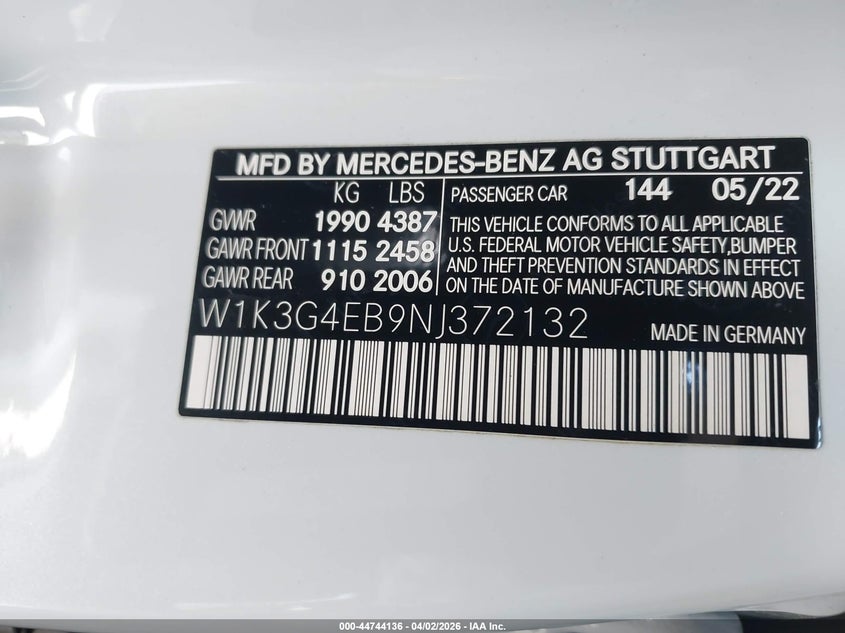 MFD BY MERCEDES-BENZ AG STUTTGART
KG LBS
GVWR 1990 4387
GAWR FRONT 1115 2458
GAWR REAR 910 2006
PASSENGER CAR 144 05/22
THIS VEHICLE CONFORMS TO ALL APPLICABLE
U.S. FEDERAL MOTOR VEHICLE SAFETY,BUMPER
AND THEFT PREVENTION STANDARDS IN EFFECT
ON THE DATE OF MANUFACTURE SHOWN ABOVE
W1K3G4EB9NJ372132
MADE IN GERMANY
000-44744136 - 04/02/2026 - IAA Inc.